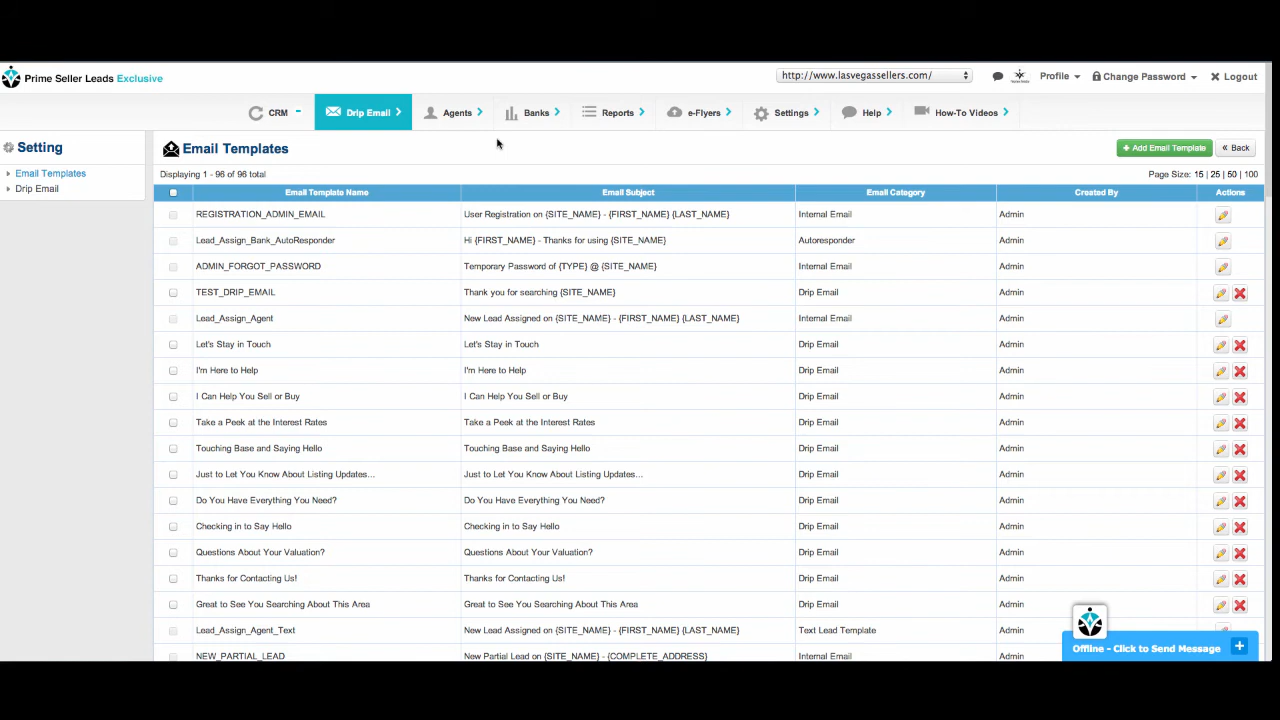 Prime Seller Leads Exclusive
http://www.lasvegassellers.com/
Profile
Change Password
Logout
CRM
Drip Email
Agents
Banks
Reports
e-Flyers
Settings
Help
How-To Videos
Setting
Email Templates
Drip Email
Email Templates
+ Add Email Template
« Back
Displaying 1 - 96 of 96 total
Page Size: 15 | 25 | 50 | 100
Email Template Name Email Subject Email Category Created By Actions
REGISTRATION_ADMIN_EMAIL User Registration on {SITE_NAME} - {FIRST_NAME} {LAST_NAME} Internal Email Admin
Lead_Assign_Bank_AutoResponder Hi {FIRST_NAME} - Thanks for using {SITE_NAME} Autoresponder Admin
ADMIN_FORGOT_PASSWORD Temporary Password of {TYPE} @ {SITE_NAME} Internal Email Admin
TEST_DRIP_EMAIL Thank you for searching {SITE_NAME} Drip Email Admin
Lead_Assign_Agent New Lead Assigned on {SITE_NAME} - {FIRST_NAME} {LAST_NAME} Internal Email Admin
Let's Stay in Touch Let's Stay in Touch Drip Email Admin
I'm Here to Help I'm Here to Help Drip Email Admin
I Can Help You Sell or Buy I Can Help You Sell or Buy Drip Email Admin
Take a Peek at the Interest Rates Take a Peek at the Interest Rates Drip Email Admin
Touching Base and Saying Hello Touching Base and Saying Hello Drip Email Admin
Just to Let You Know About Listing Updates... Just to Let You Know About Listing Updates... Drip Email Admin
Do You Have Everything You Need? Do You Have Everything You Need? Drip Email Admin
Checking in to Say Hello Checking in to Say Hello Drip Email Admin
Questions About Your Valuation? Questions About Your Valuation? Drip Email Admin
Thanks for Contacting Us! Thanks for Contacting Us! Drip Email Admin
Great to See You Searching About This Area Great to See You Searching About This Area Drip Email Admin
Lead_Assign_Agent_Text New Lead Assigned on {SITE_NAME} - {FIRST_NAME} {LAST_NAME} Text Lead Template Admin
NEW_PARTIAL_LEAD New Partial Lead on {SITE_NAME} - {COMPLETE_ADDRESS} Internal Email Admin
Offline - Click to Send Message